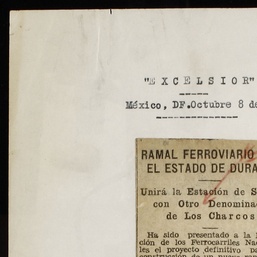 "EXCELSIOR"
México, DF.Octubre 8 de
RAMAL FERROVIARIO
EL ESTADO DE DURA
Unirá la Estación de S
con Otro Denomina
de Los Charcos
Ha sido presentado a la
ción de los Ferrocarriles Na
les el proyecto definitivo pa
construcción de un nuevo ram